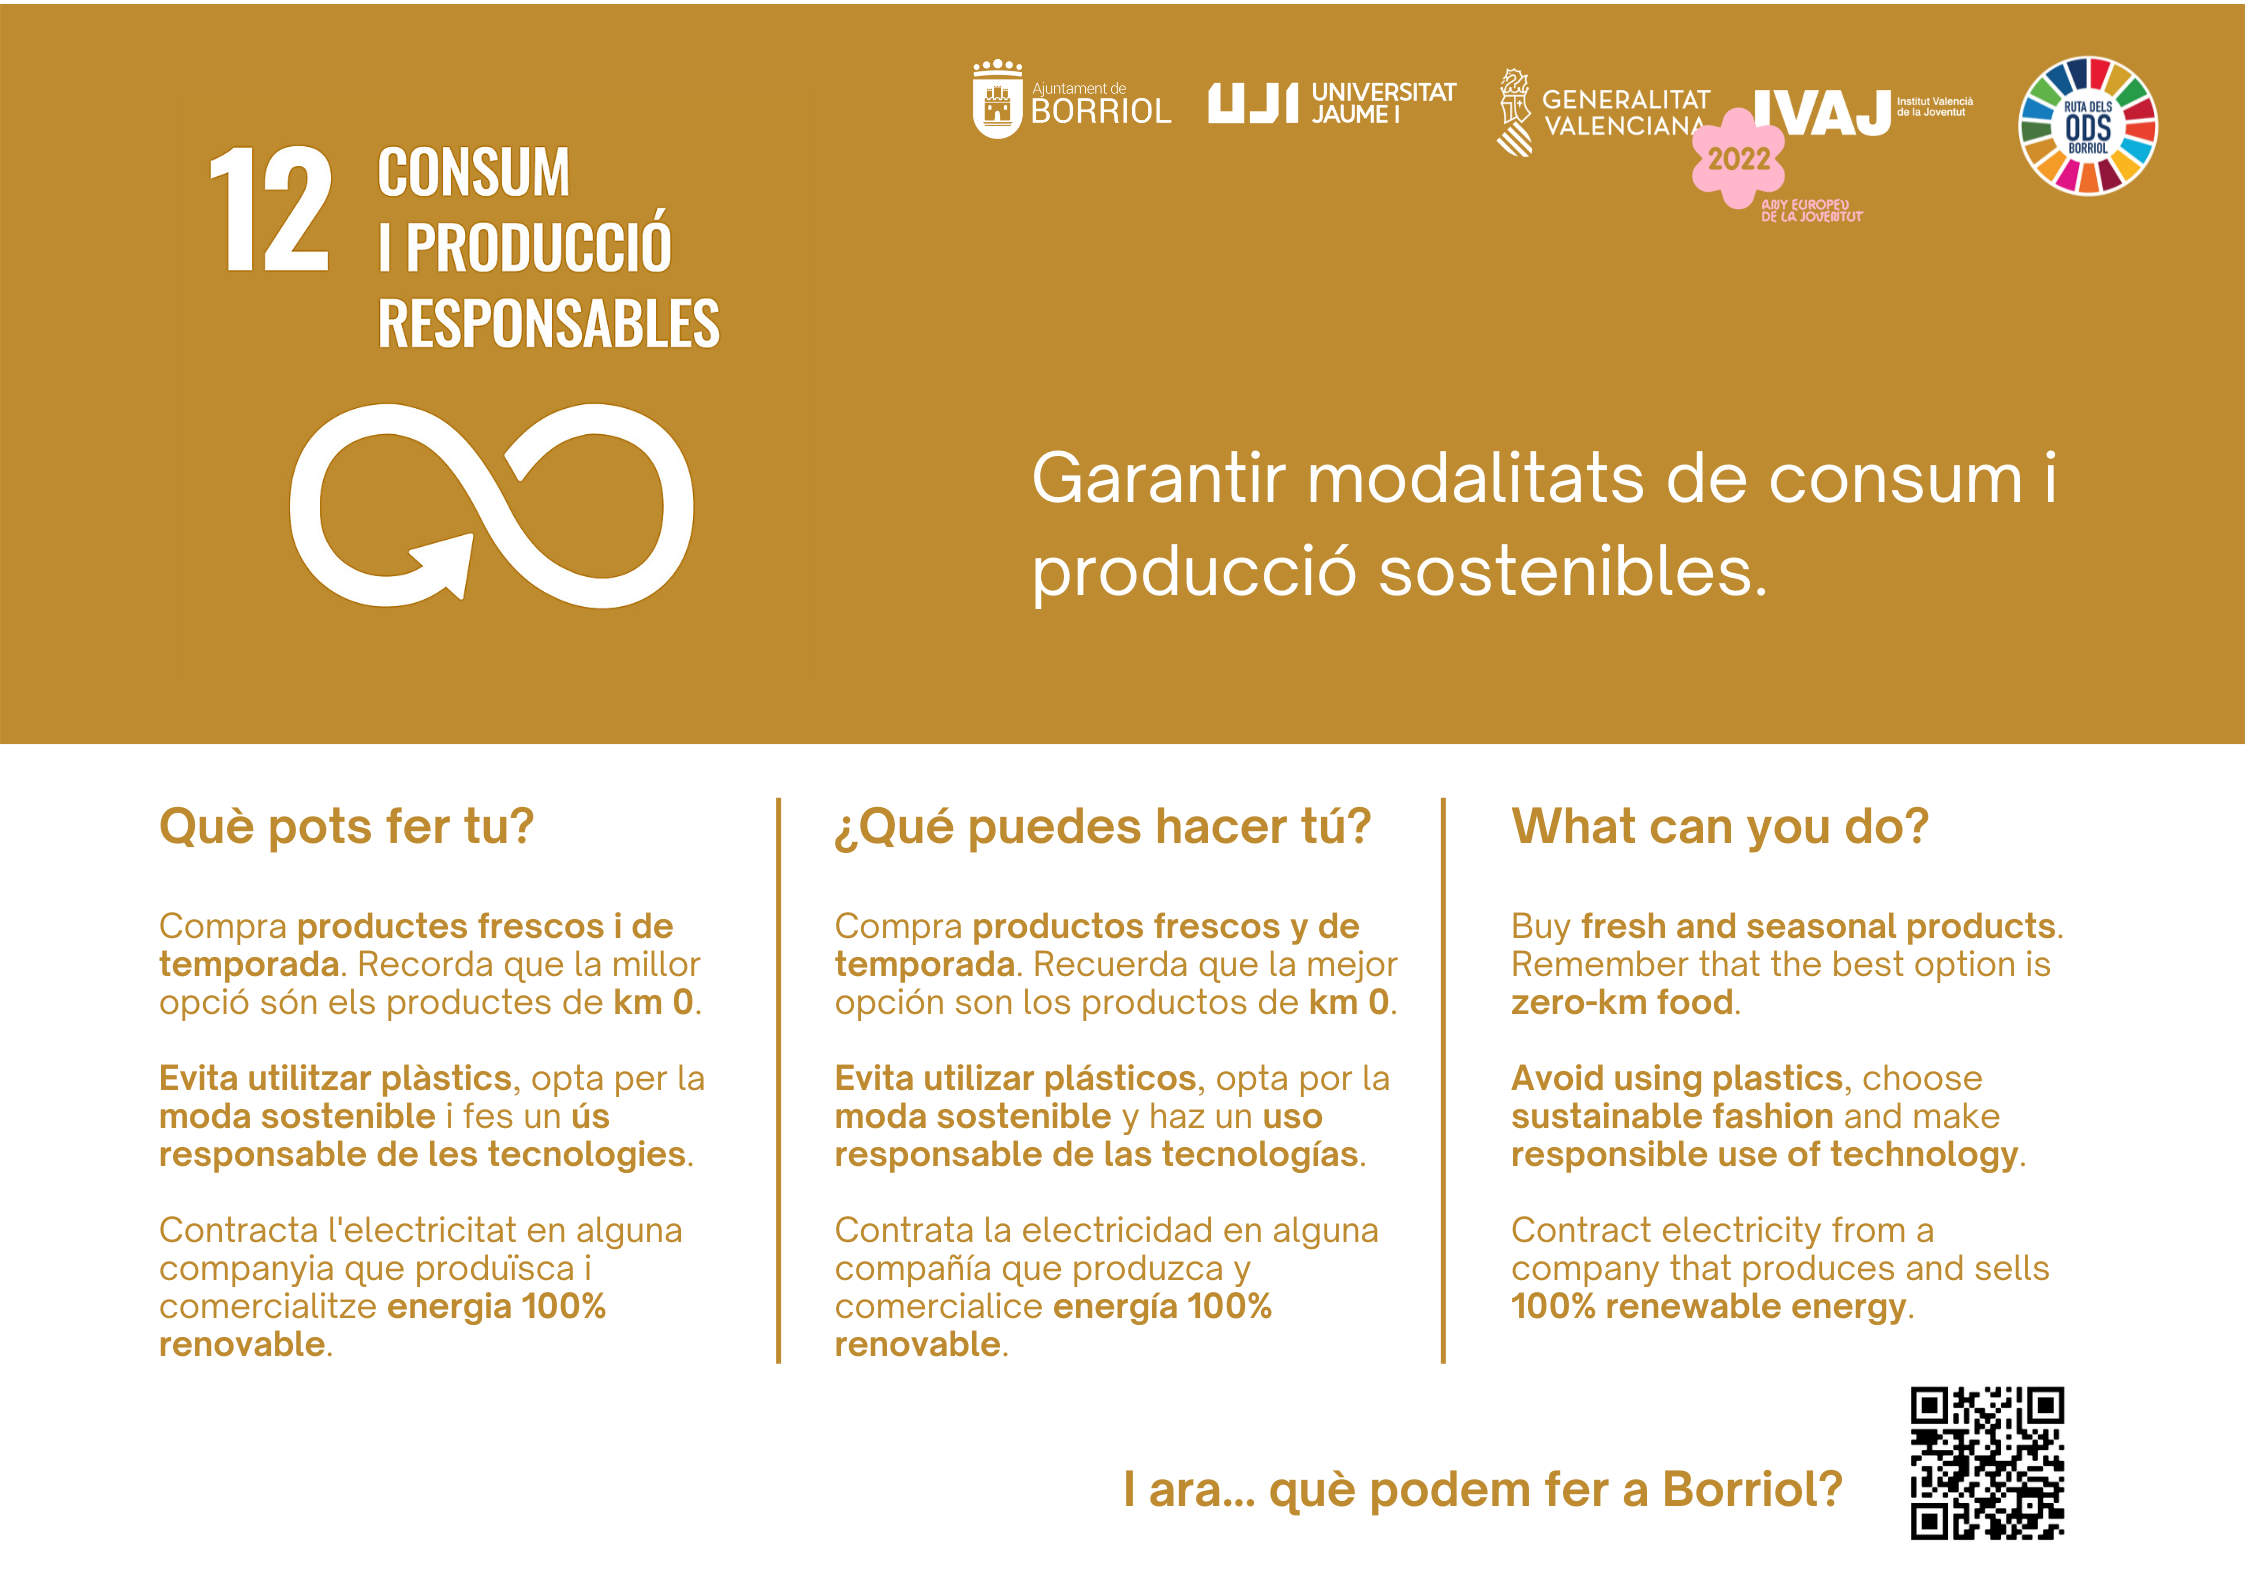 Ajuntament de
BORRIOL
UJI UNIVERSITAT
JAUME I
GENERALITAT
VALENCIANA
IVAJ Institut Valencià
de la Joventut
2022
ANY EUROPEU
DE LA JOVENTUT
RUTA DELS
ODS
BORRIOL
12 CONSUM
I PRODUCCIÓ
RESPONSABLES
Garantir modalitats de consum i
producció sostenibles.
Què pots fer tu?
Compra productes frescos i de
temporada. Recorda que la millor
opció són els productes de km 0.
Evita utilitzar plàstics, opta per la
moda sostenible i fes un ús
responsable de les tecnologies.
Contracta l'electricitat en alguna
companyia que produïsca i
comercialitze energia 100%
renovable.
¿Qué puedes hacer tú?
Compra productos frescos y de
temporada. Recuerda que la mejor
opción son los productos de km 0.
Evita utilizar plásticos, opta por la
moda sostenible y haz un uso
responsable de las tecnologías.
Contrata la electricidad en alguna
compañía que produzca y
comercialice energía 100%
renovable.
What can you do?
Buy fresh and seasonal products.
Remember that the best option is
zero-km food.
Avoid using plastics, choose
sustainable fashion and make
responsible use of technology.
Contract electricity from a
company that produces and sells
100% renewable energy.
I ara... què podem fer a Borriol?